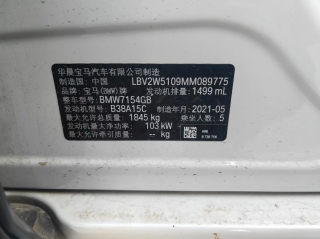 华晨宝马汽车有限公司制造
制造国: 中国 LBV2W5109MM089775
品牌: 宝马(BMW)牌 发动机排量: 1499 mL
整车型号: BMW7154GB
发动机型号: B38A15C 制造年月: 2021-05
最大允许总质量: 1845 kg 乘坐人数: 5
最大净功率: 103 kW
最大允许牵引质量: -- kg